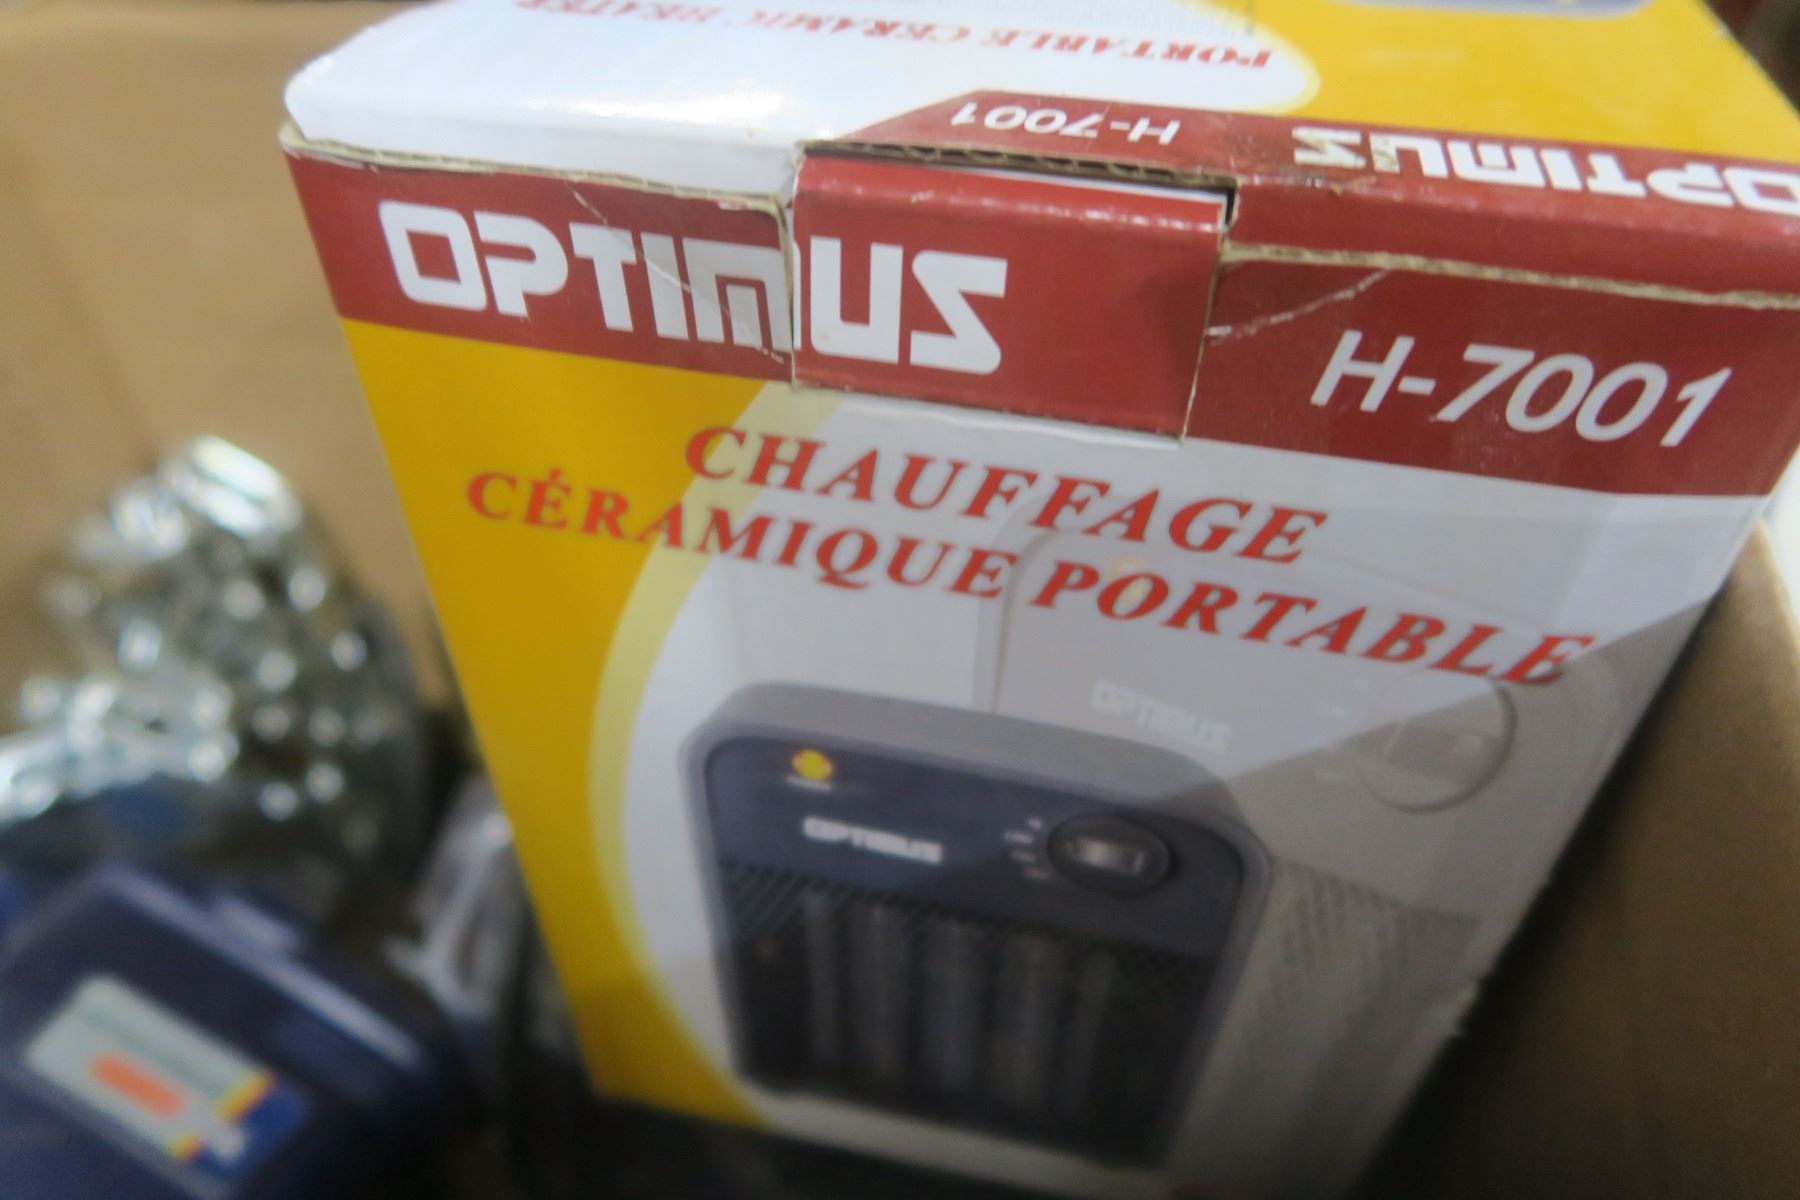 PORTABLE CERAMIC HEATER
H-7001
OPTIMUS
OPTIMUS
H-7001
CHAUFFAGE
CÉRAMIQUE PORTABLE
OPTIMUS
OPTIMUS